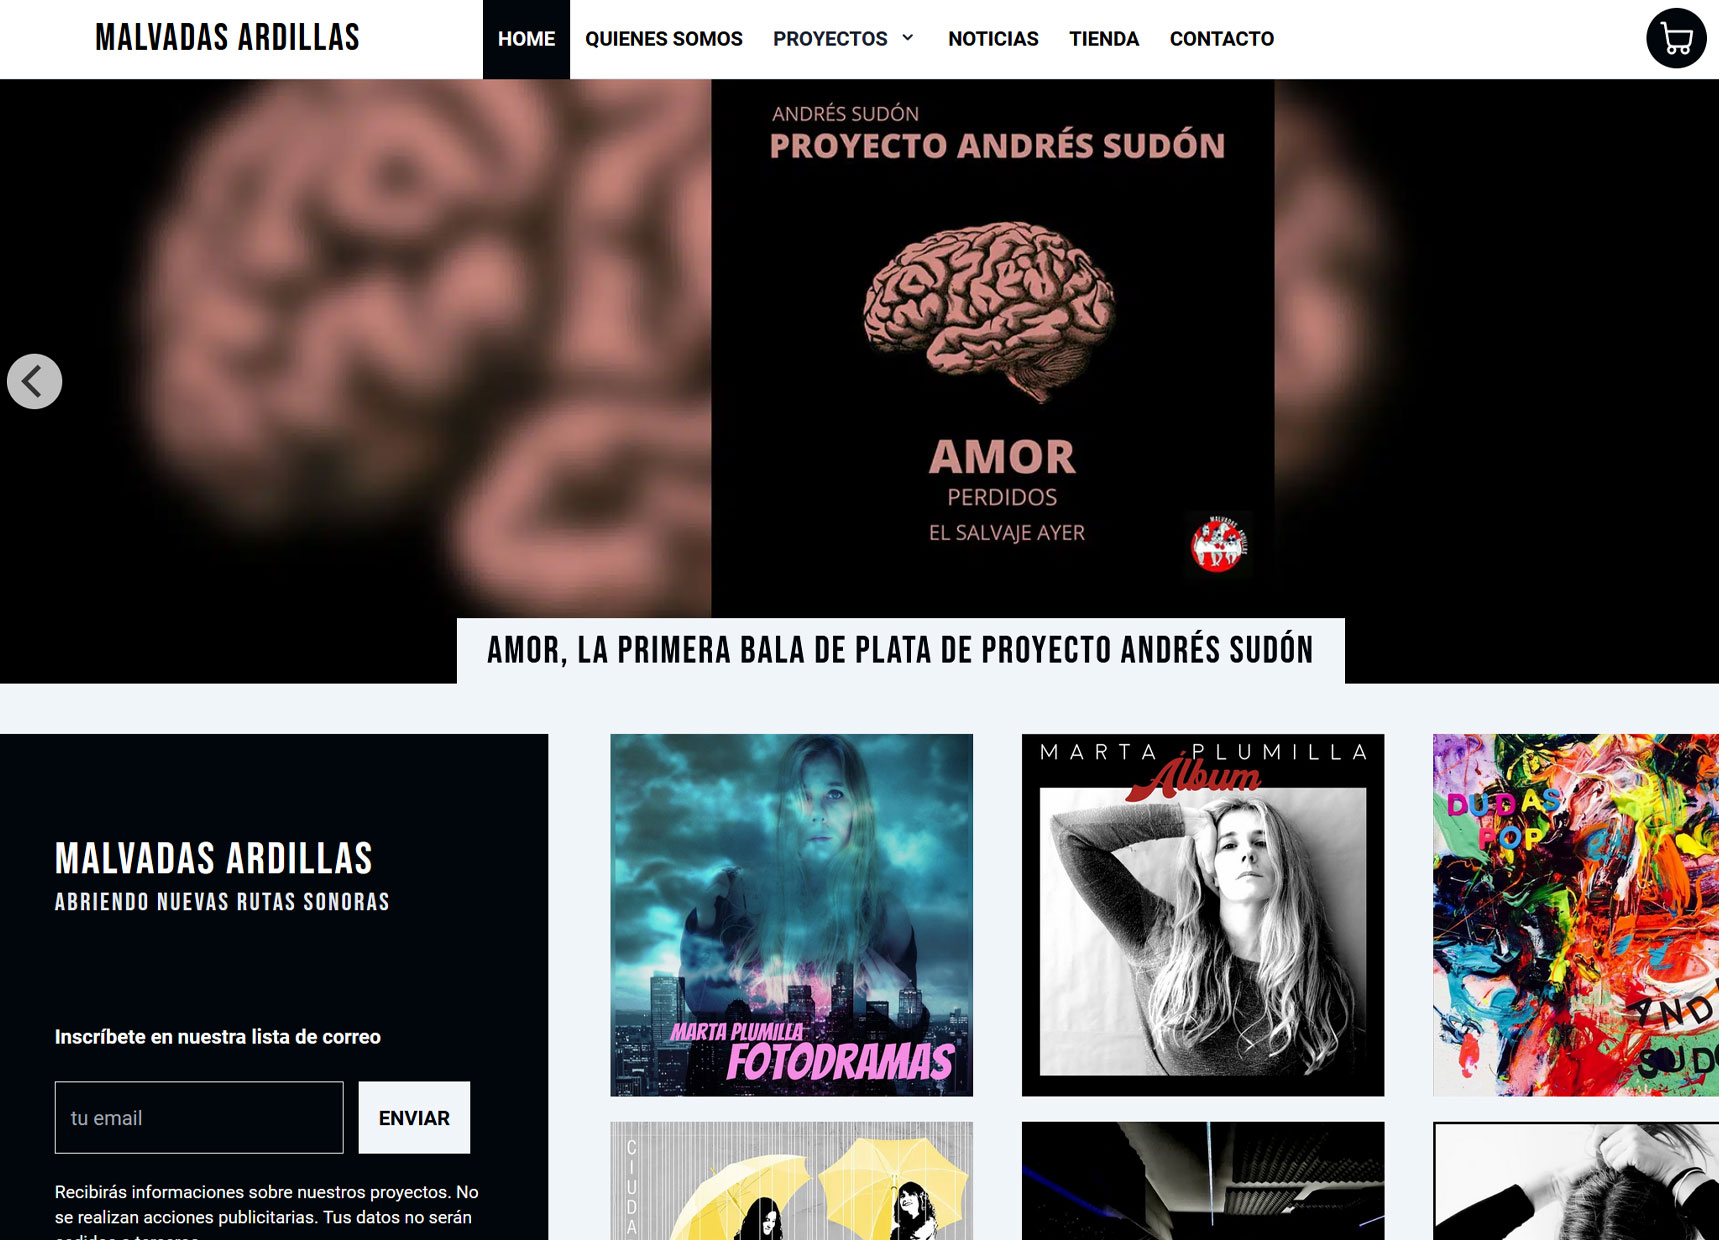 MALVADAS ARDILLAS
HOME QUIENES SOMOS PROYECTOS NOTICIAS TIENDA CONTACTO
ANDRÉS SUDÓN
PROYECTO ANDRÉS SUDÓN
AMOR
PERDIDOS
EL SALVAJE AYER
MALVADAS ARDILLAS
AMOR, LA PRIMERA BALA DE PLATA DE PROYECTO ANDRÉS SUDÓN
MALVADAS ARDILLAS
ABRIENDO NUEVAS RUTAS SONORAS
Inscríbete en nuestra lista de correo
tu email
ENVIAR
Recibirás informaciones sobre nuestros proyectos. No
se realizan acciones publicitarias. Tus datos no serán
MARTA PLUMILLA
FOTODRAMAS
MARTA PLUMILLA
Álbum
DUDAS
POP
CIUDA